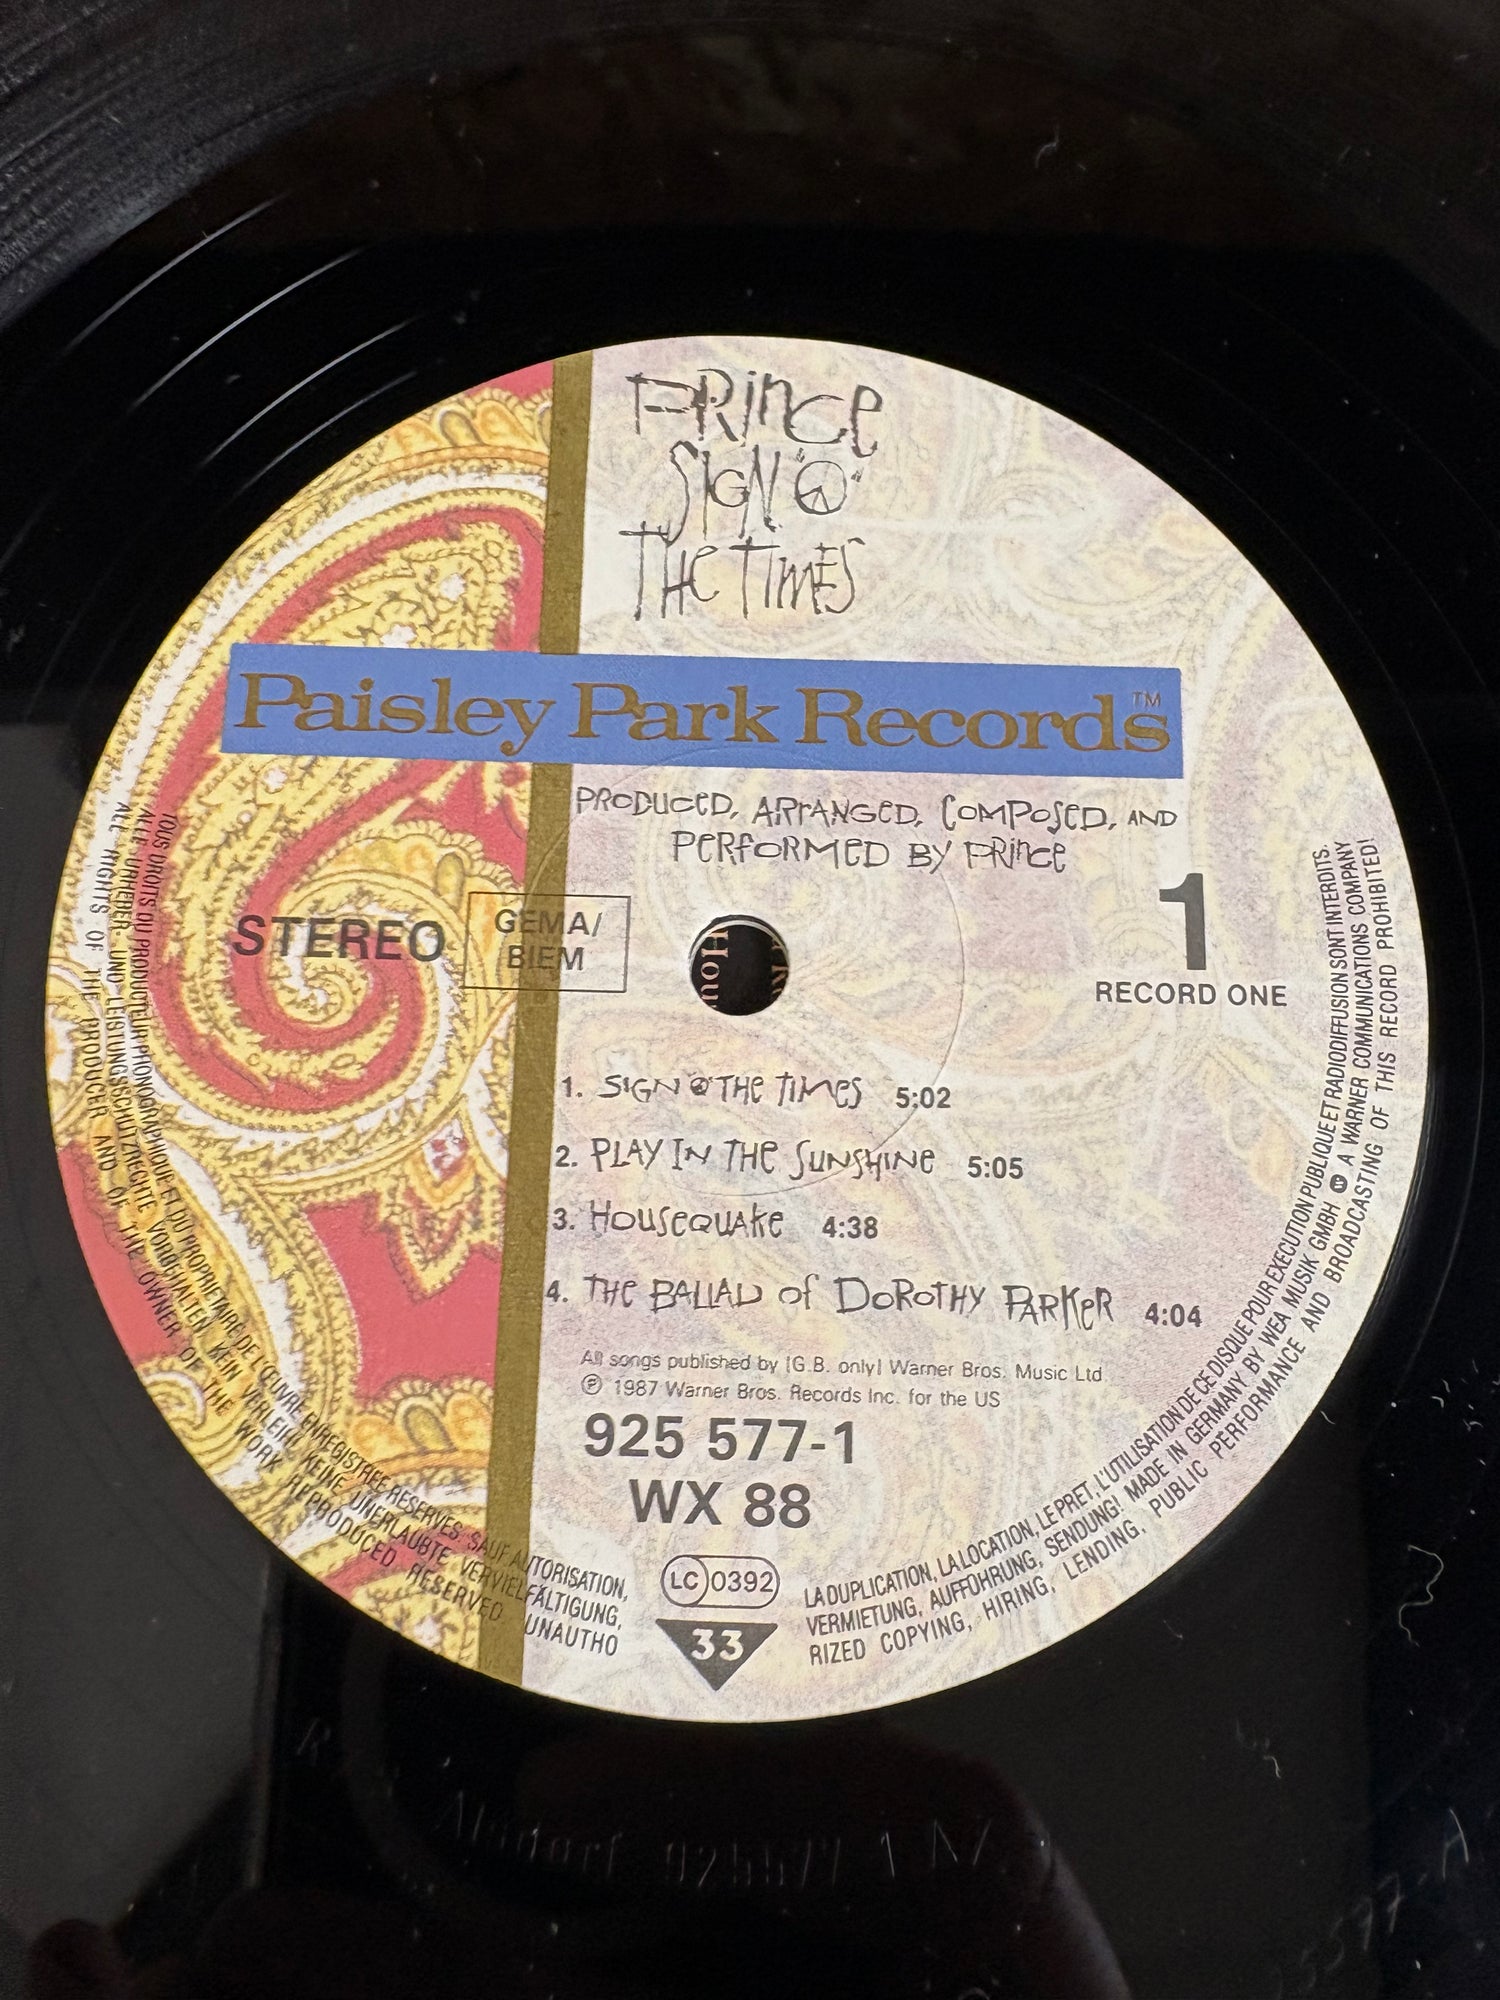 PRINCE
SIGN "☮"
THE TIMES
Paisley Park Records™
PRODUCED, ARRANGED, COMPOSED, AND
PERFORMED BY PRINCE
STEREO
GEMA/
BIEM
1
RECORD ONE
Hou
1. SIGN "☮" THE TIMES 5:02
2. PLAY IN THE SUNSHINE 5:05
3. HOUSEQUAKE 4:38
4. THE BALLAD OF DOROTHY PARKER 4:04
All songs published by (G.B. only) Warner Bros. Music Ltd.
℗ 1987 Warner Bros. Records Inc. for the US
925 577-1
WX 88
LC 0392
33
TOUS DROITS DU PRODUCTEUR PHONOGRAPHIQUE ET DU PROPRIETAIRE DE L'ŒUVRE ENREGISTREE RESERVES. SAUF AUTORISATION, LA DUPLICATION, LA LOCATION, LE PRET, L'UTILISATION DE CE DISQUE POUR EXECUTION PUBLIQUE ET RADIODIFFUSION SONT INTERDITS.
ALLE URHEBER- UND LEISTUNGSSCHUTZRECHTE VORBEHALTEN. KEIN VERLEIH! KEINE UNERLAUBTE VERVIELFÄLTIGUNG, VERMIETUNG, AUFFÜHRUNG, SENDUNG! MADE IN GERMANY BY WEA MUSIK GMBH A WARNER COMMUNICATIONS COMPANY
ALL RIGHTS OF THE PRODUCER AND OF THE OWNER OF THE WORK REPRODUCED RESERVED UNAUTHORIZED COPYING, HIRING, LENDING, PUBLIC PERFORMANCE AND BROADCASTING OF THIS RECORD PROHIBITED!